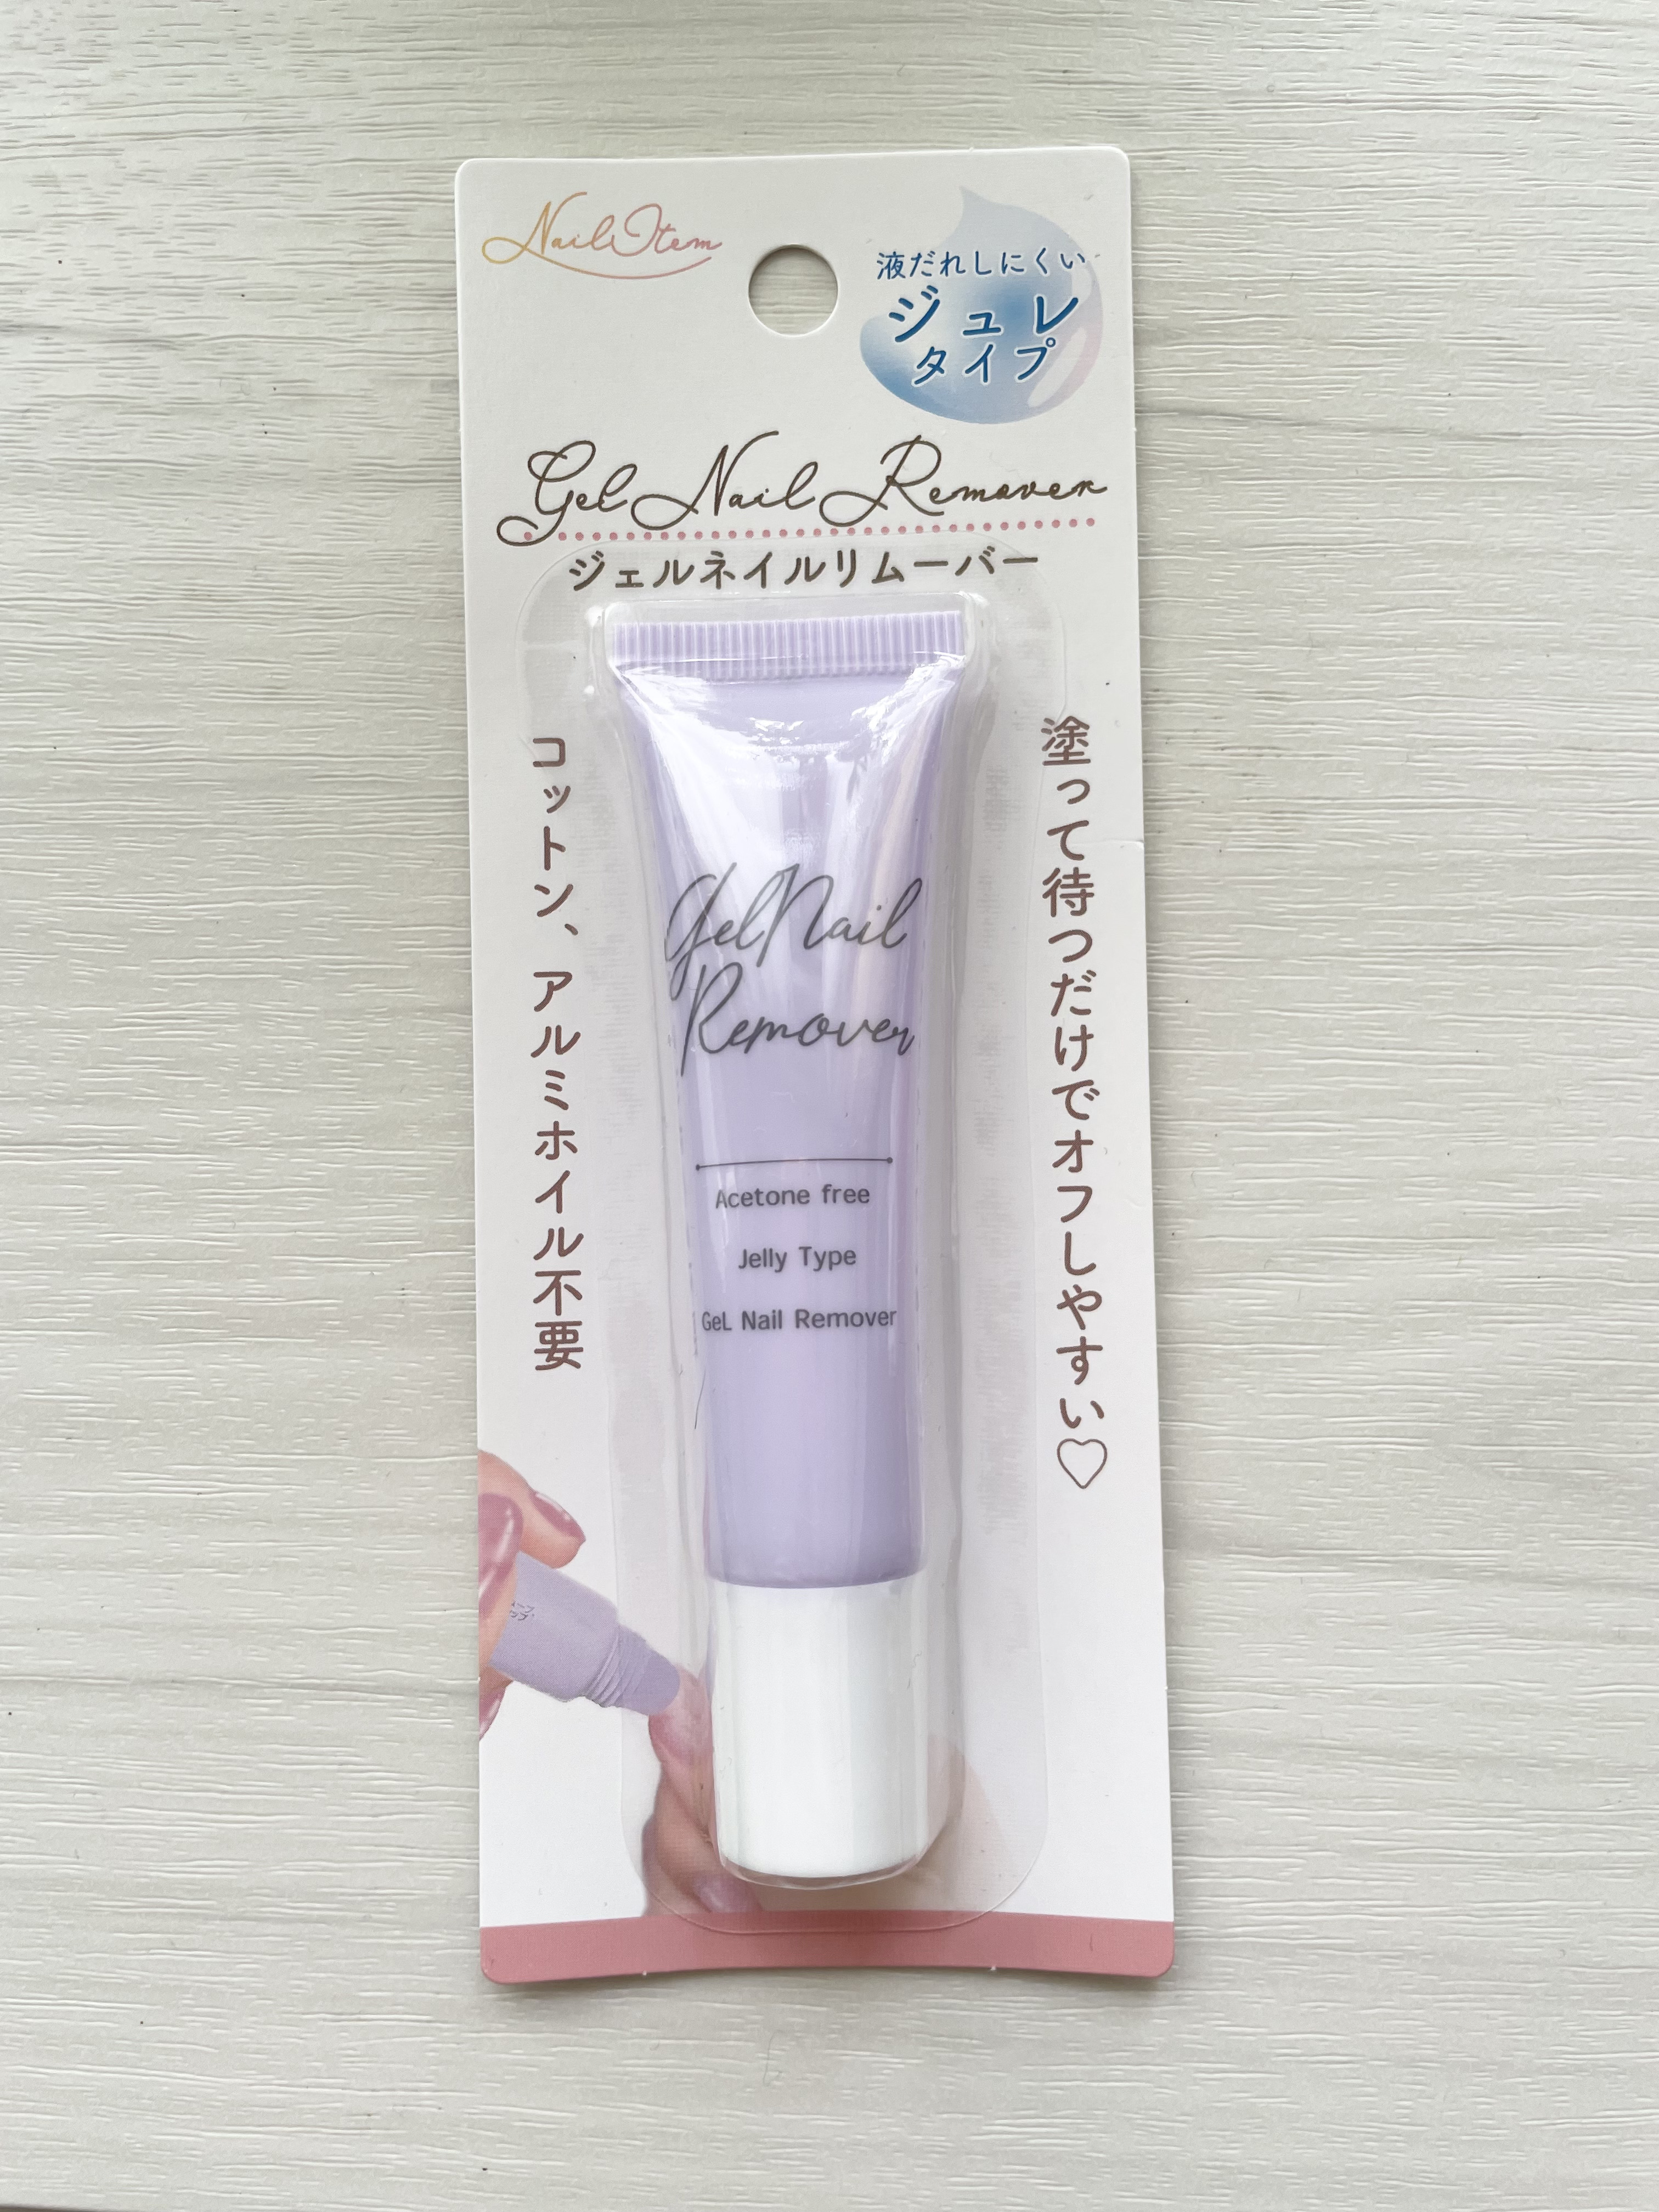 Nail Item
液だれしにくい
ジュレ
タイプ
Gel Nail Remover
ジェルネイルリムーバー
塗って待つだけでオフしやすい♡
コットン、アルミホイル不要
Gel Nail
Remover
Acetone free
Jelly Type
GeL Nail Remover